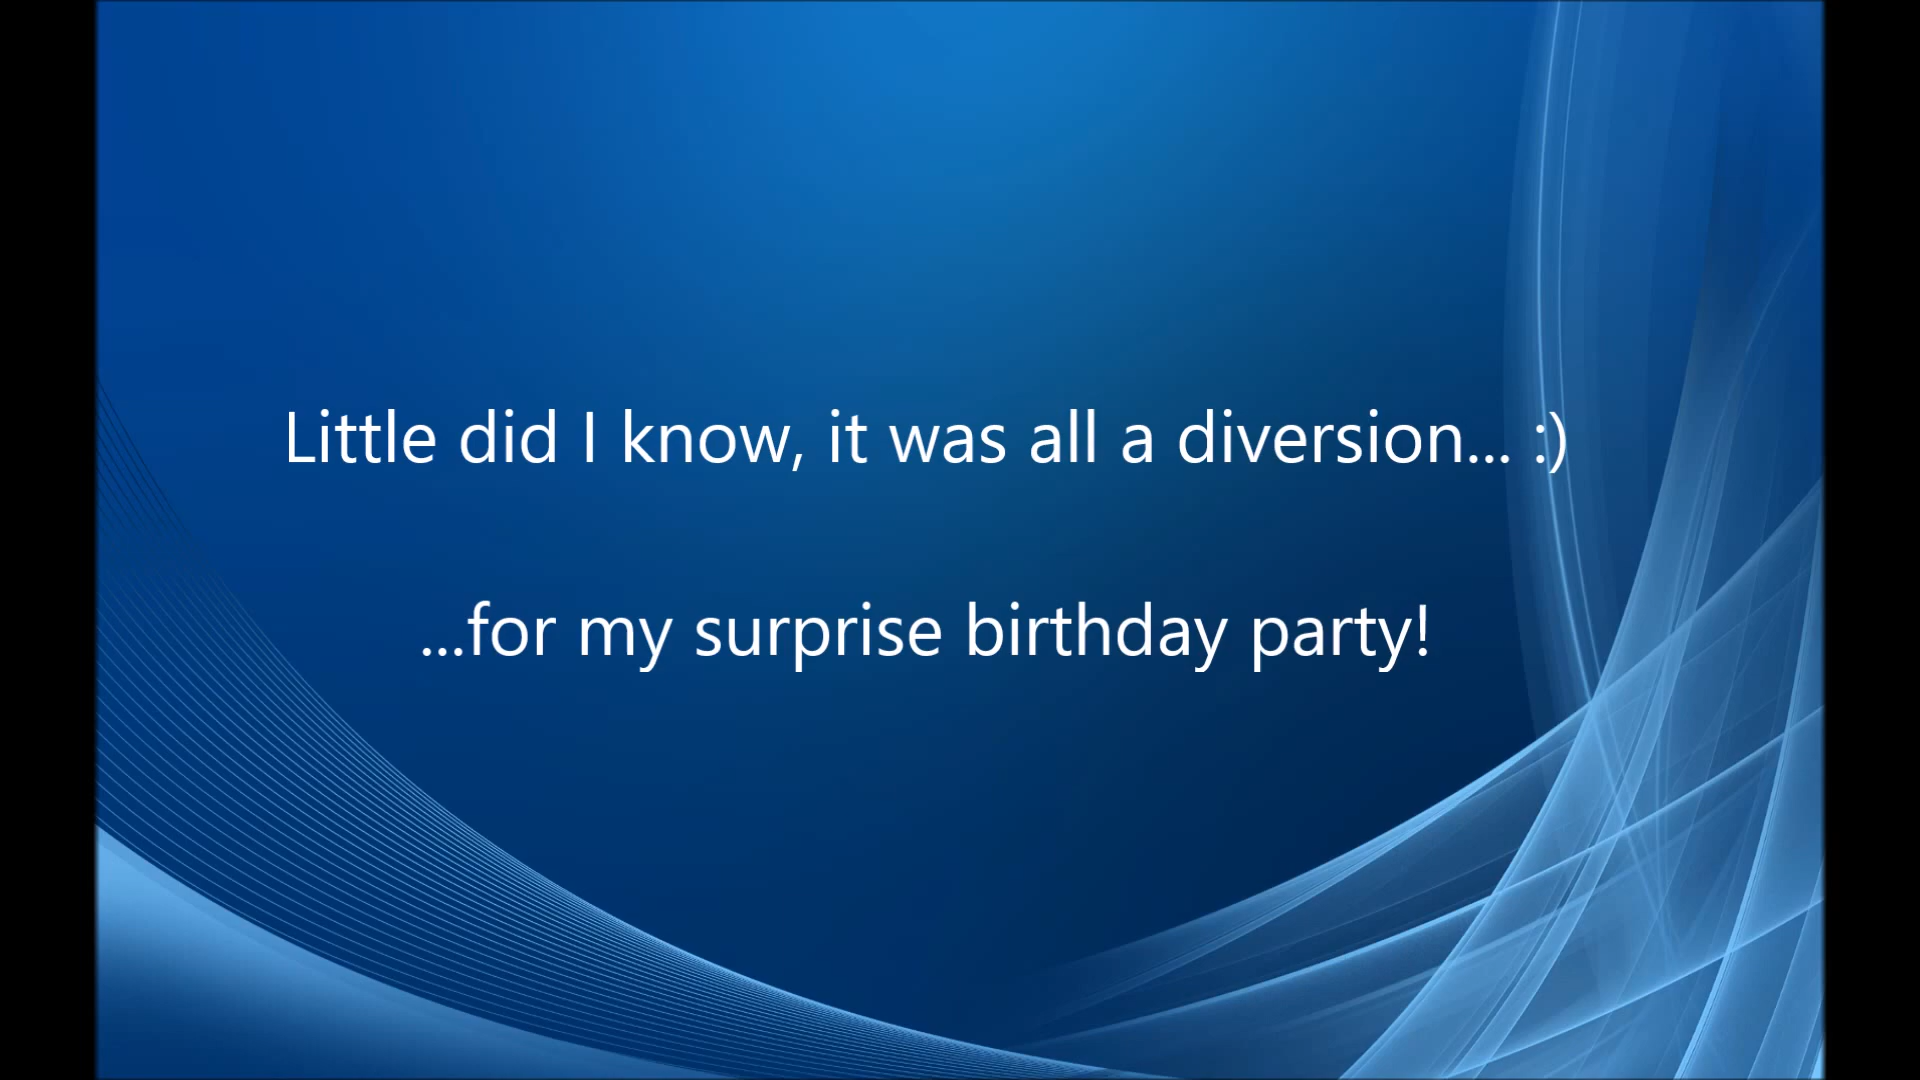 Little did I know, it was all a diversion... :)
...for my surprise birthday party!